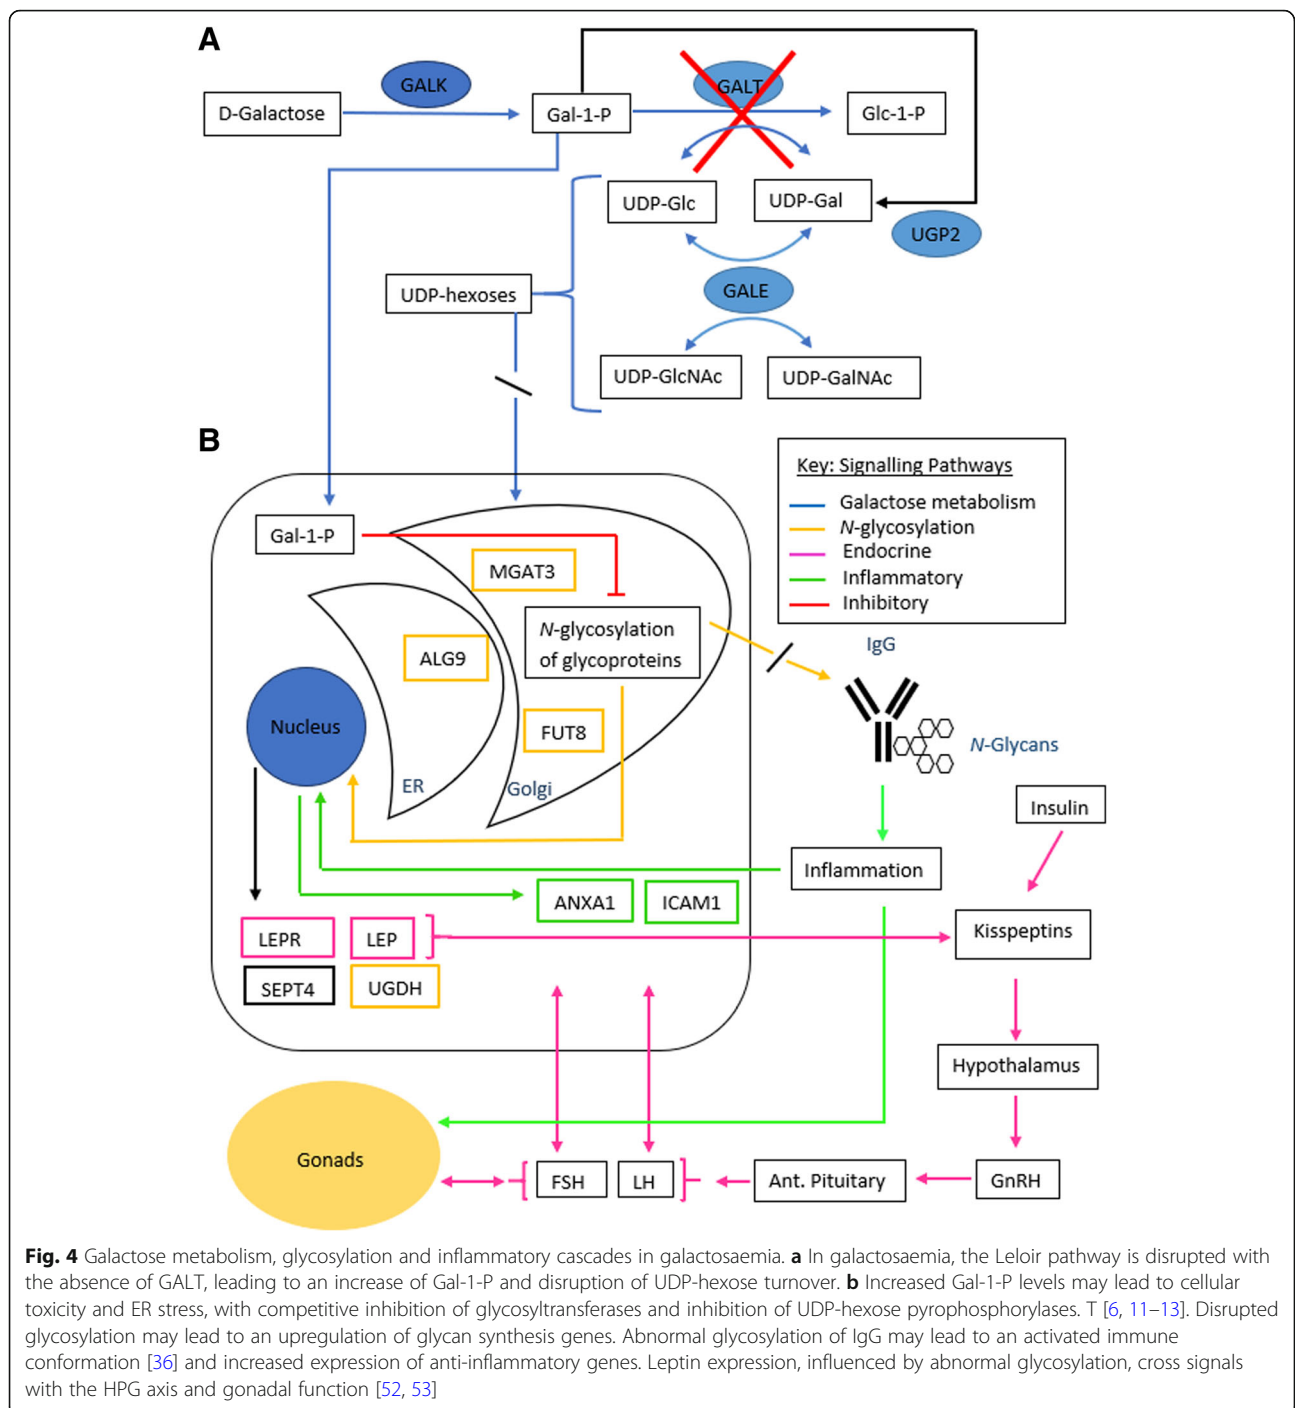 A
GALK
GALT
D-Galactose
Gal-1-P
Glc-1-P
UDP-Glc
UDP-Gal
UGP2
GALE
UDP-hexoses
UDP-GlcNAc
UDP-GalNAc
B
Key: Signalling Pathways
Galactose metabolism
N-glycosylation
Endocrine
Inflammatory
Inhibitory
Gal-1-P
MGAT3
N-glycosylation
of glycoproteins
ALG9
FUT8
Nucleus
ER
Golgi
IgG
N-Glycans
Insulin
Inflammation
ANXA1
ICAM1
LEPR
LEP
Kisspeptins
SEPT4
UGDH
Hypothalamus
Gonads
FSH
LH
Ant. Pituitary
GnRH
Fig. 4 Galactose metabolism, glycosylation and inflammatory cascades in galactosaemia. a In galactosaemia, the Leloir pathway is disrupted with
the absence of GALT, leading to an increase of Gal-1-P and disruption of UDP-hexose turnover. b Increased Gal-1-P levels may lead to cellular
toxicity and ER stress, with competitive inhibition of glycosyltransferases and inhibition of UDP-hexose pyrophosphorylases. T [6, 11–13]. Disrupted
glycosylation may lead to an upregulation of glycan synthesis genes. Abnormal glycosylation of IgG may lead to an activated immune
conformation [36] and increased expression of anti-inflammatory genes. Leptin expression, influenced by abnormal glycosylation, cross signals
with the HPG axis and gonadal function [52, 53]